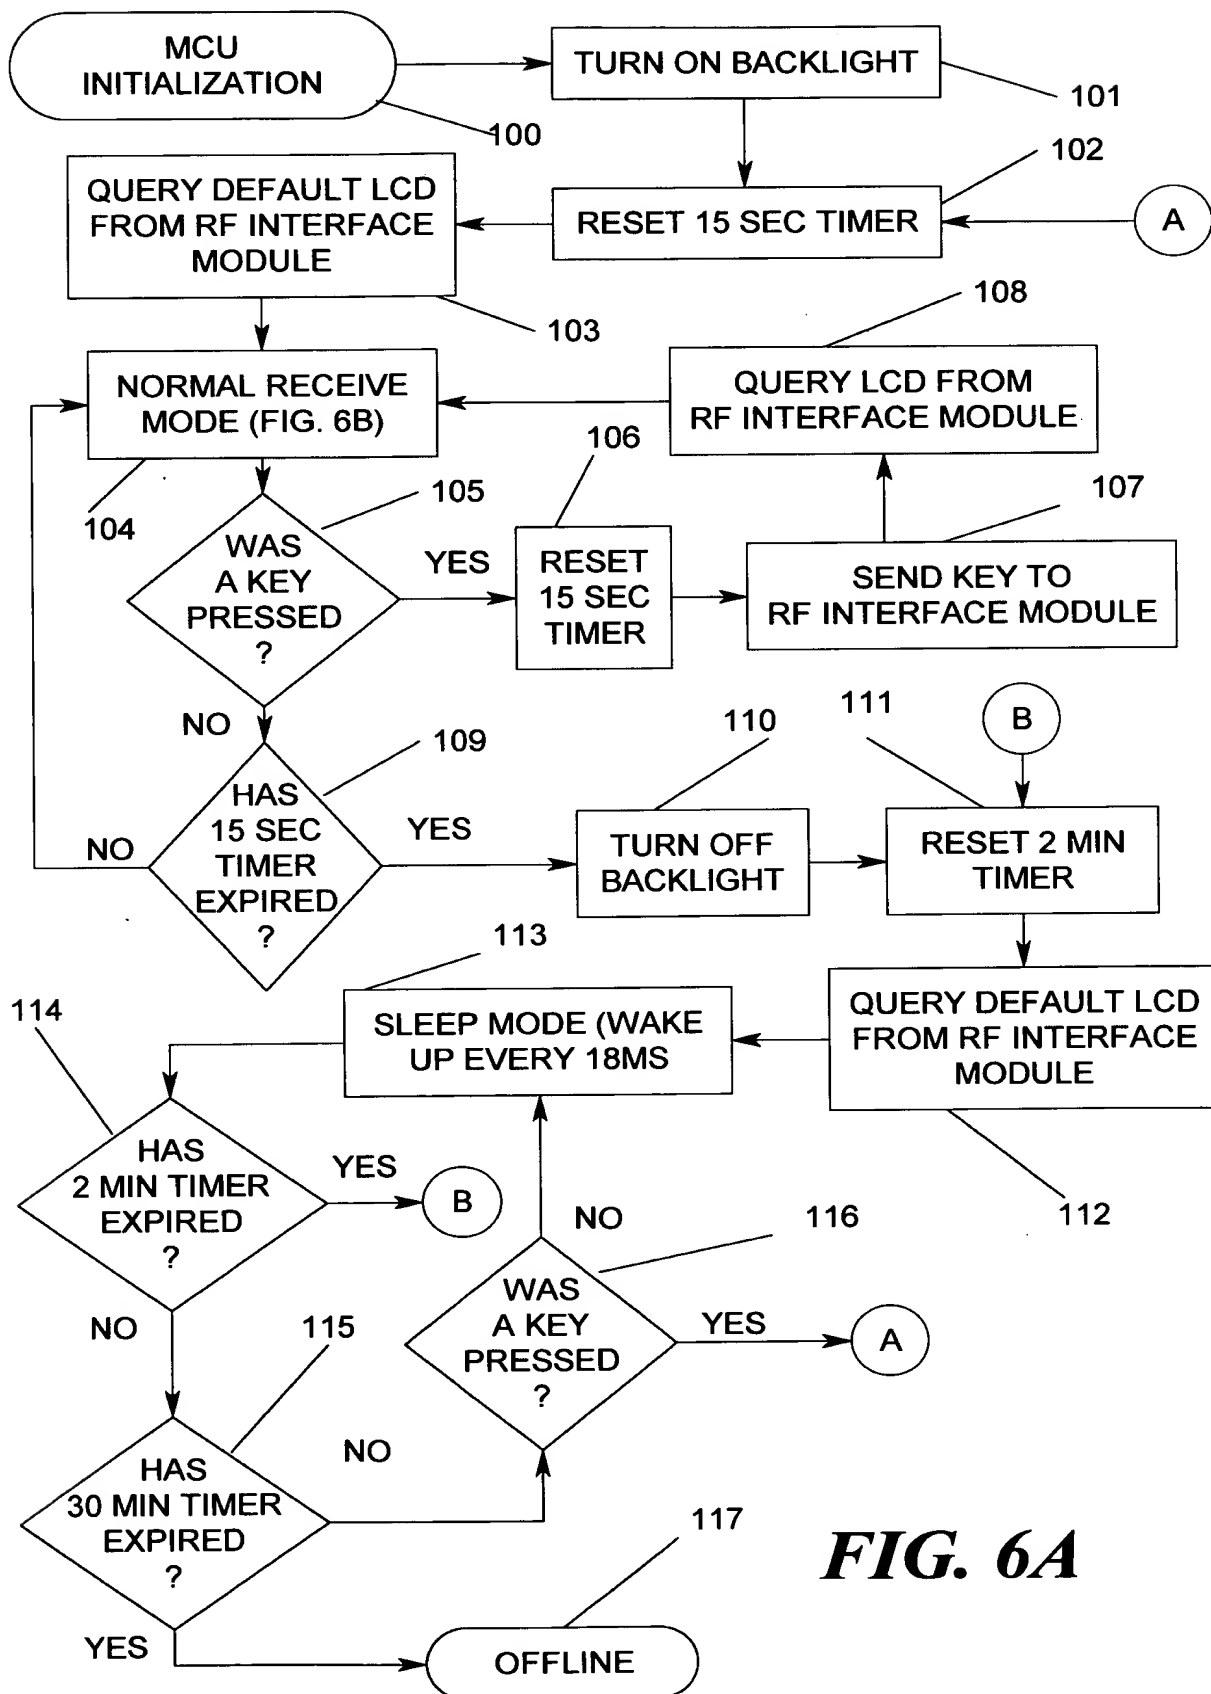 MCU
INITIALIZATION
100
TURN ON BACKLIGHT
101
102
QUERY DEFAULT LCD
FROM RF INTERFACE
MODULE
103
RESET 15 SEC TIMER
A
108
NORMAL RECEIVE
MODE (FIG. 6B)
104
QUERY LCD FROM
RF INTERFACE MODULE
106
105
107
WAS
A KEY
PRESSED
?
YES
RESET
15 SEC
TIMER
SEND KEY TO
RF INTERFACE MODULE
NO
109
110
111
B
HAS
15 SEC
TIMER
EXPIRED
?
NO
YES
TURN OFF
BACKLIGHT
RESET 2 MIN
TIMER
113
114
SLEEP MODE (WAKE
UP EVERY 18MS
QUERY DEFAULT LCD
FROM RF INTERFACE
MODULE
112
HAS
2 MIN TIMER
EXPIRED
?
YES
B
NO
116
NO
115
WAS
A KEY
PRESSED
?
YES
A
HAS
30 MIN TIMER
EXPIRED
?
NO
YES
117
OFFLINE
FIG. 6A